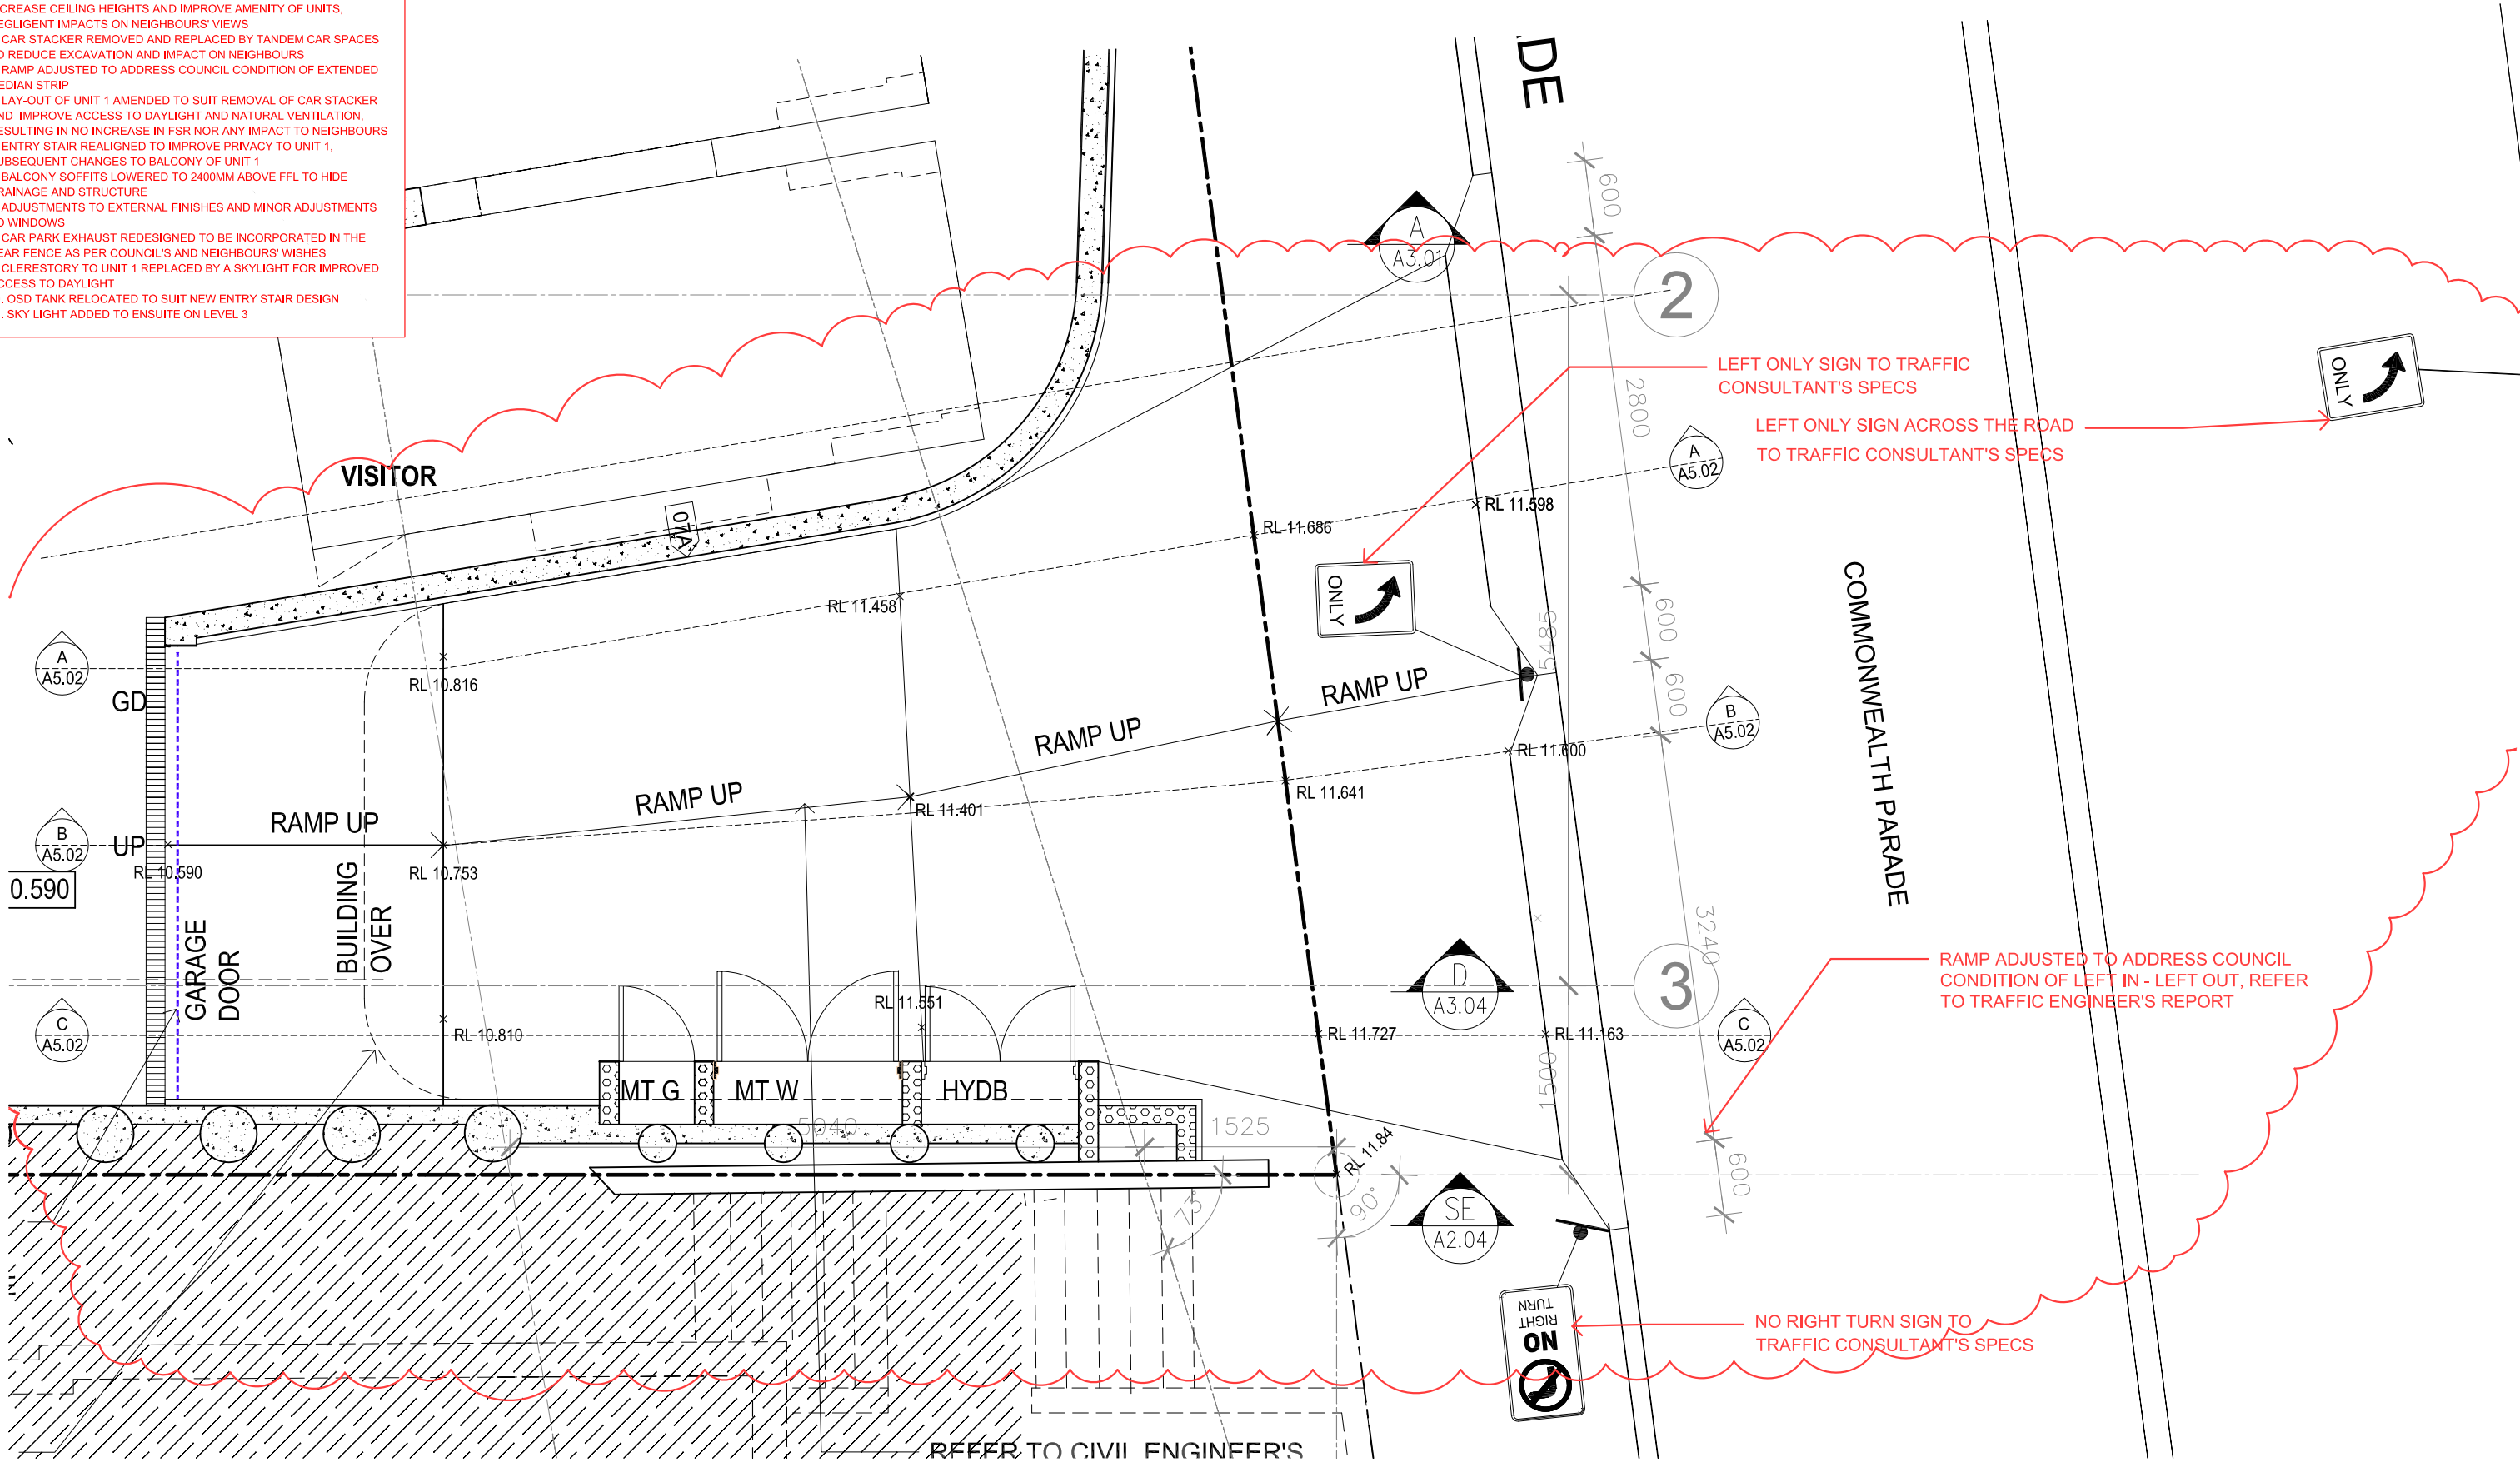 CREASE CEILING HEIGHTS AND IMPROVE AMENITY OF UNITS,
EGLIGENT IMPACTS ON NEIGHBOURS' VIEWS
CAR STACKER REMOVED AND REPLACED BY TANDEM CAR SPACES
O REDUCE EXCAVATION AND IMPACT ON NEIGHBOURS
RAMP ADJUSTED TO ADDRESS COUNCIL CONDITION OF EXTENDED
EDIAN STRIP
LAY-OUT OF UNIT 1 AMENDED TO SUIT REMOVAL OF CAR STACKER
ND IMPROVE ACCESS TO DAYLIGHT AND NATURAL VENTILATION,
ESULTING IN NO INCREASE IN FSR NOR ANY IMPACT TO NEIGHBOURS
ENTRY STAIR REALIGNED TO IMPROVE PRIVACY TO UNIT 1,
UBSEQUENT CHANGES TO BALCONY OF UNIT 1
BALCONY SOFFITS LOWERED TO 2400MM ABOVE FFL TO HIDE
RAINAGE AND STRUCTURE
ADJUSTMENTS TO EXTERNAL FINISHES AND MINOR ADJUSTMENTS
O WINDOWS
CAR PARK EXHAUST REDESIGNED TO BE INCORPORATED IN THE
EAR FENCE AS PER COUNCIL'S AND NEIGHBOURS' WISHES
CLERESTORY TO UNIT 1 REPLACED BY A SKYLIGHT FOR IMPROVED
CCESS TO DAYLIGHT
. OSD TANK RELOCATED TO SUIT NEW ENTRY STAIR DESIGN
. SKY LIGHT ADDED TO ENSUITE ON LEVEL 3
DE
600
A
A3.01
2
2800
LEFT ONLY SIGN TO TRAFFIC
CONSULTANT'S SPECS
LEFT ONLY SIGN ACROSS THE ROAD
TO TRAFFIC CONSULTANT'S SPECS
ONLY
A
A5.02
VISITOR
07A
RL 11.598
RL 11.686
ONLY
RL 11.458
5485
600
600
COMMONWEALTH PARADE
A
A5.02
GD
RL 10.816
RAMP UP
RAMP UP
B
A5.02
RL 11.600
RL 11.641
RAMP UP
RL 11.401
RAMP UP
B
A5.02
UP
RL 10.590
RL 10.753
0.590
GARAGE
DOOR
BUILDING
OVER
3240
D
A3.04
3
RAMP ADJUSTED TO ADDRESS COUNCIL
CONDITION OF LEFT IN - LEFT OUT, REFER
TO TRAFFIC ENGINEER'S REPORT
RL 11.551
C
A5.02
RL 10.810
RL 11.727
RL 11.163
C
A5.02
MT G
MT W
HYDB
1500
5040
1525
RL 11.84
600
73°
90°
SE
A2.04
NO
RIGHT
TURN
NO RIGHT TURN SIGN TO
TRAFFIC CONSULTANT'S SPECS
REFER TO CIVIL ENGINEER'S